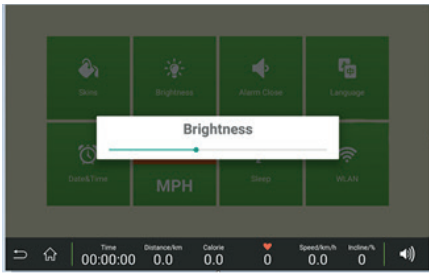 Skins
Brightness
Alarm Close
Language
Brightness
Date&Time
MPH
Sleep
WLAN
Time
00:00:00
Distance/km
0.0
Calorie
0.0
0
Speed/km/h
0.0
Incline/%
0